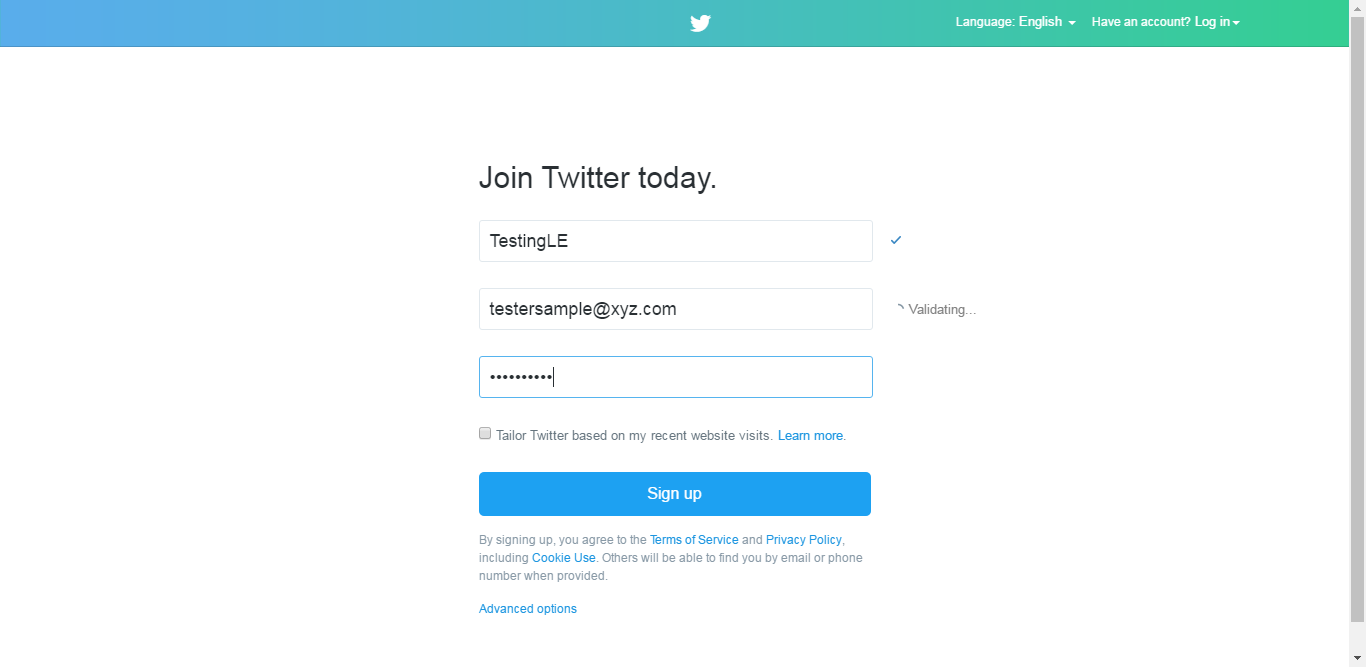 Language: English Have an account? Log in
Join Twitter today.
TestingLE
testersample@xyz.com
Validating...
••••••••••
Tailor Twitter based on my recent website visits. Learn more.
Sign up
By signing up, you agree to the Terms of Service and Privacy Policy,
including Cookie Use. Others will be able to find you by email or phone
number when provided.
Advanced options